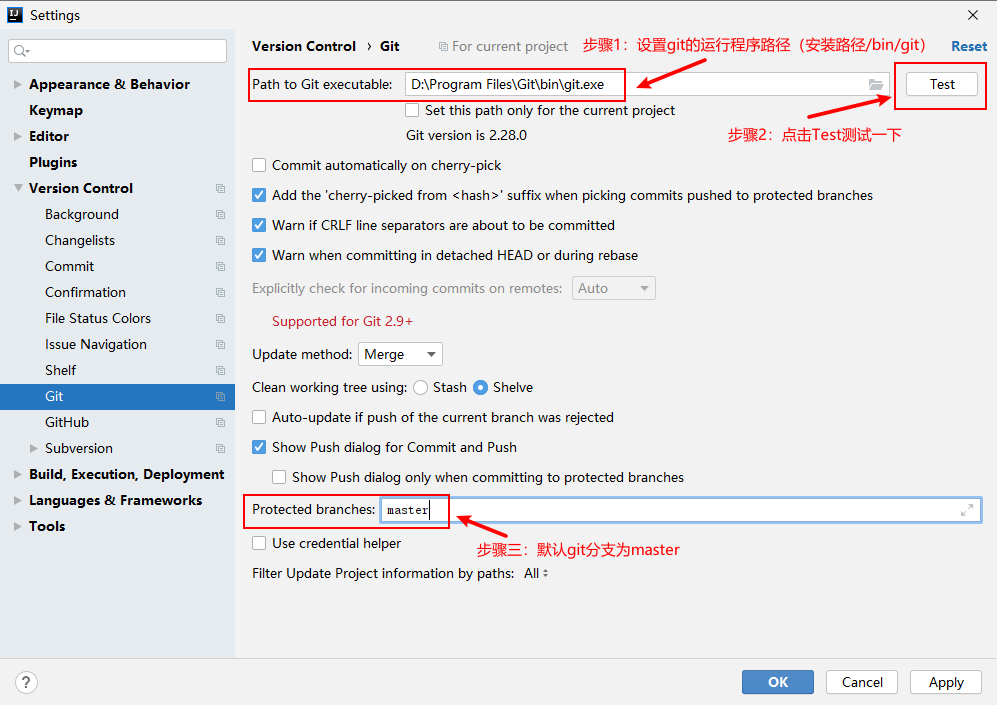 Settings
Version Control › Git
For current project
步骤1：设置git的运行程序路径（安装路径/bin/git）
Reset
Appearance & Behavior
Keymap
Editor
Plugins
Version Control
Background
Changelists
Commit
Confirmation
File Status Colors
Issue Navigation
Shelf
Git
GitHub
Subversion
Build, Execution, Deployment
Languages & Frameworks
Tools
Path to Git executable: D:\Program Files\Git\bin\git.exe
Test
Set this path only for the current project
Git version is 2.28.0
步骤2：点击Test测试一下
Commit automatically on cherry-pick
Add the 'cherry-picked from <hash>' suffix when picking commits pushed to protected branches
Warn if CRLF line separators are about to be committed
Warn when committing in detached HEAD or during rebase
Explicitly check for incoming commits on remotes: Auto
Supported for Git 2.9+
Update method: Merge
Clean working tree using: Stash Shelve
Auto-update if push of the current branch was rejected
Show Push dialog for Commit and Push
Show Push dialog only when committing to protected branches
Protected branches: master
Use credential helper
步骤三：默认git分支为master
Filter Update Project information by paths: All
?
OK
Cancel
Apply